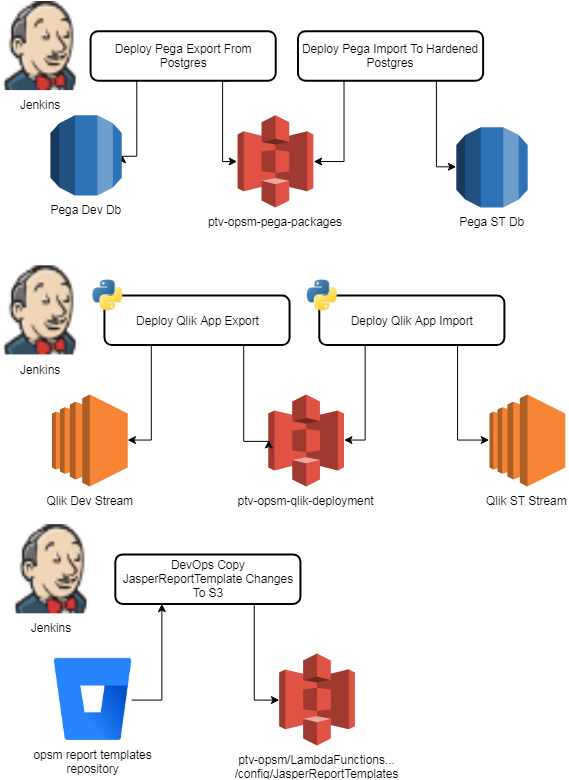 Deploy Pega Export From
Postgres
Deploy Pega Import To Hardened
Postgres
Jenkins
Pega Dev Db
ptv-opsm-pega-packages
Pega ST Db
Deploy Qlik App Export
Deploy Qlik App Import
Jenkins
Qlik Dev Stream
ptv-opsm-qlik-deployment
Qlik ST Stream
DevOps Copy
JasperReportTemplate Changes
To S3
Jenkins
opsm report templates
repository
ptv-opsm/LambdaFunctions...
/config/JasperReportTemplates